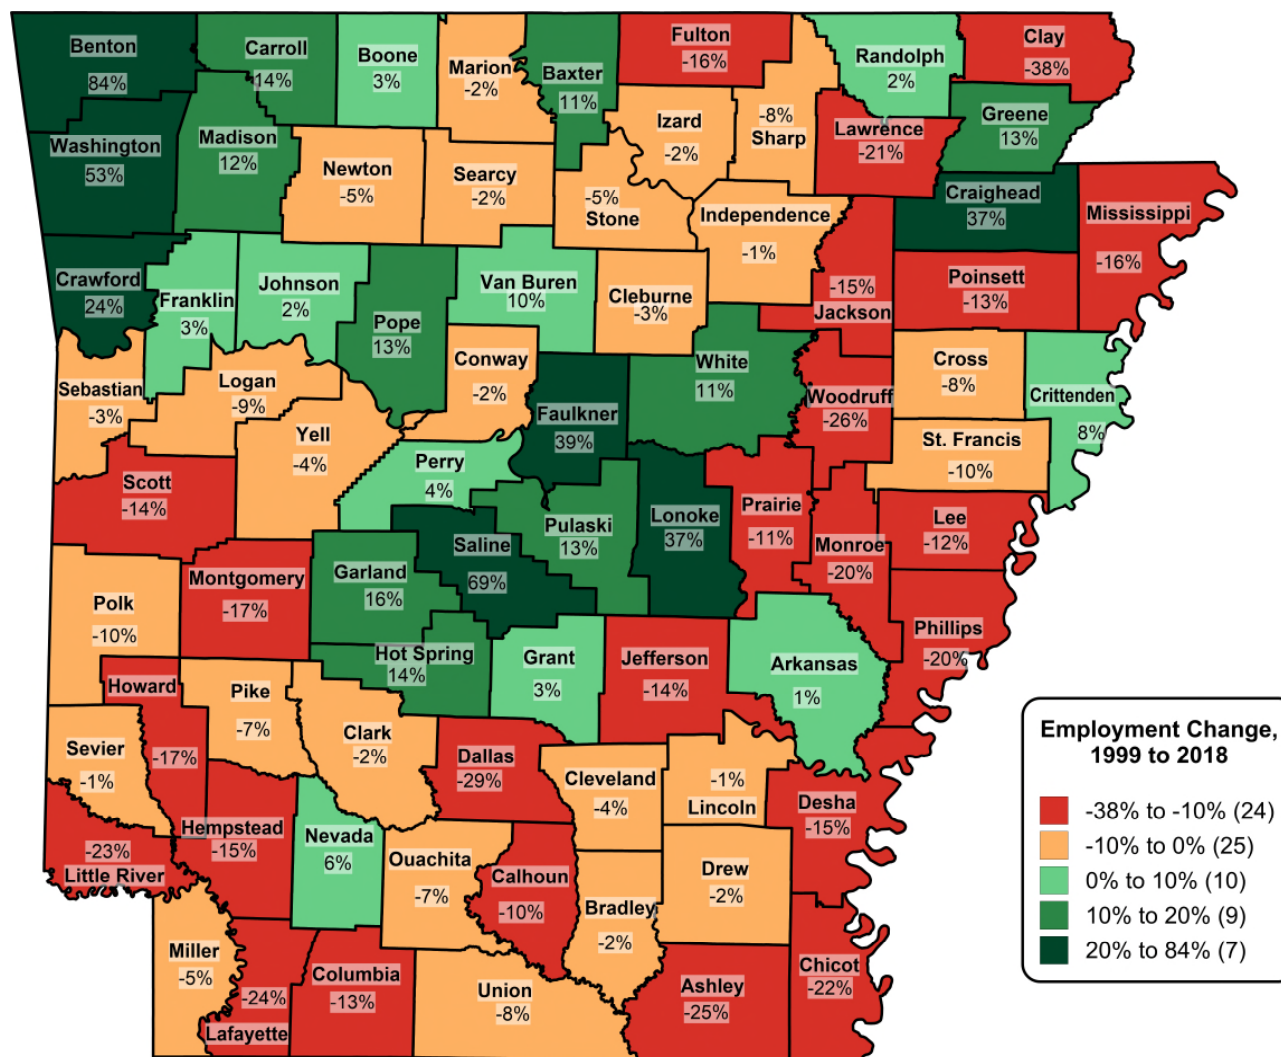 Benton
84%
Carroll
14%
Boone
3%
Marion
-2%
Baxter
11%
Fulton
-16%
Randolph
2%
Clay
-38%
Washington
53%
Madison
12%
Newton
-5%
Searcy
-2%
-5%
Stone
Izard
-2%
-8%
Sharp
Lawrence
-21%
Greene
13%
Craighead
37%
Mississippi
-16%
Independence
-1%
Crawford
24%
Franklin
3%
Johnson
2%
Pope
13%
Van Buren
10%
Cleburne
-3%
-15%
Jackson
Poinsett
-13%
Sebastian
-3%
Logan
-9%
Conway
-2%
White
11%
Woodruff
-26%
Cross
-8%
Crittenden
8%
Yell
-4%
Faulkner
39%
St. Francis
-10%
Scott
-14%
Perry
4%
Pulaski
13%
Lonoke
37%
Prairie
-11%
Monroe
-20%
Lee
-12%
Polk
-10%
Montgomery
-17%
Garland
16%
Saline
69%
Phillips
-20%
Howard
-17%
Pike
-7%
Hot Spring
14%
Grant
3%
Jefferson
-14%
Arkansas
1%
Sevier
-1%
Clark
-2%
Dallas
-29%
Cleveland
-4%
-1%
Lincoln
Desha
-15%
-23%
Little River
Hempstead
-15%
Nevada
6%
Ouachita
-7%
Calhoun
-10%
Bradley
-2%
Drew
-2%
Miller
-5%
-24%
Lafayette
Columbia
-13%
Union
-8%
Ashley
-25%
Chicot
-22%
Employment Change,
1999 to 2018
-38% to -10% (24)
-10% to 0% (25)
0% to 10% (10)
10% to 20% (9)
20% to 84% (7)